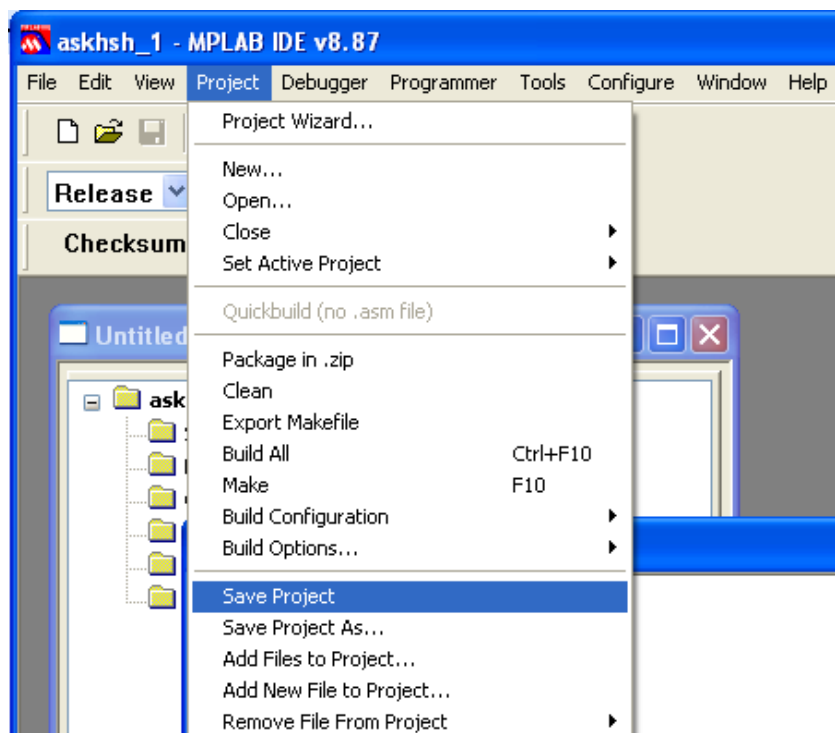 askhsh_1 - MPLAB IDE v8.87
File Edit View Project Debugger Programmer Tools Configure Window Help
Project Wizard...
New...
Open...
Release
Close
Checksum
Set Active Project
Quickbuild (no .asm file)
Untitled
Package in .zip
Clean
ask
Export Makefile
Build All Ctrl+F10
Make F10
Build Configuration
Build Options...
Save Project
Save Project As...
Add Files to Project...
Add New File to Project...
Remove File From Project